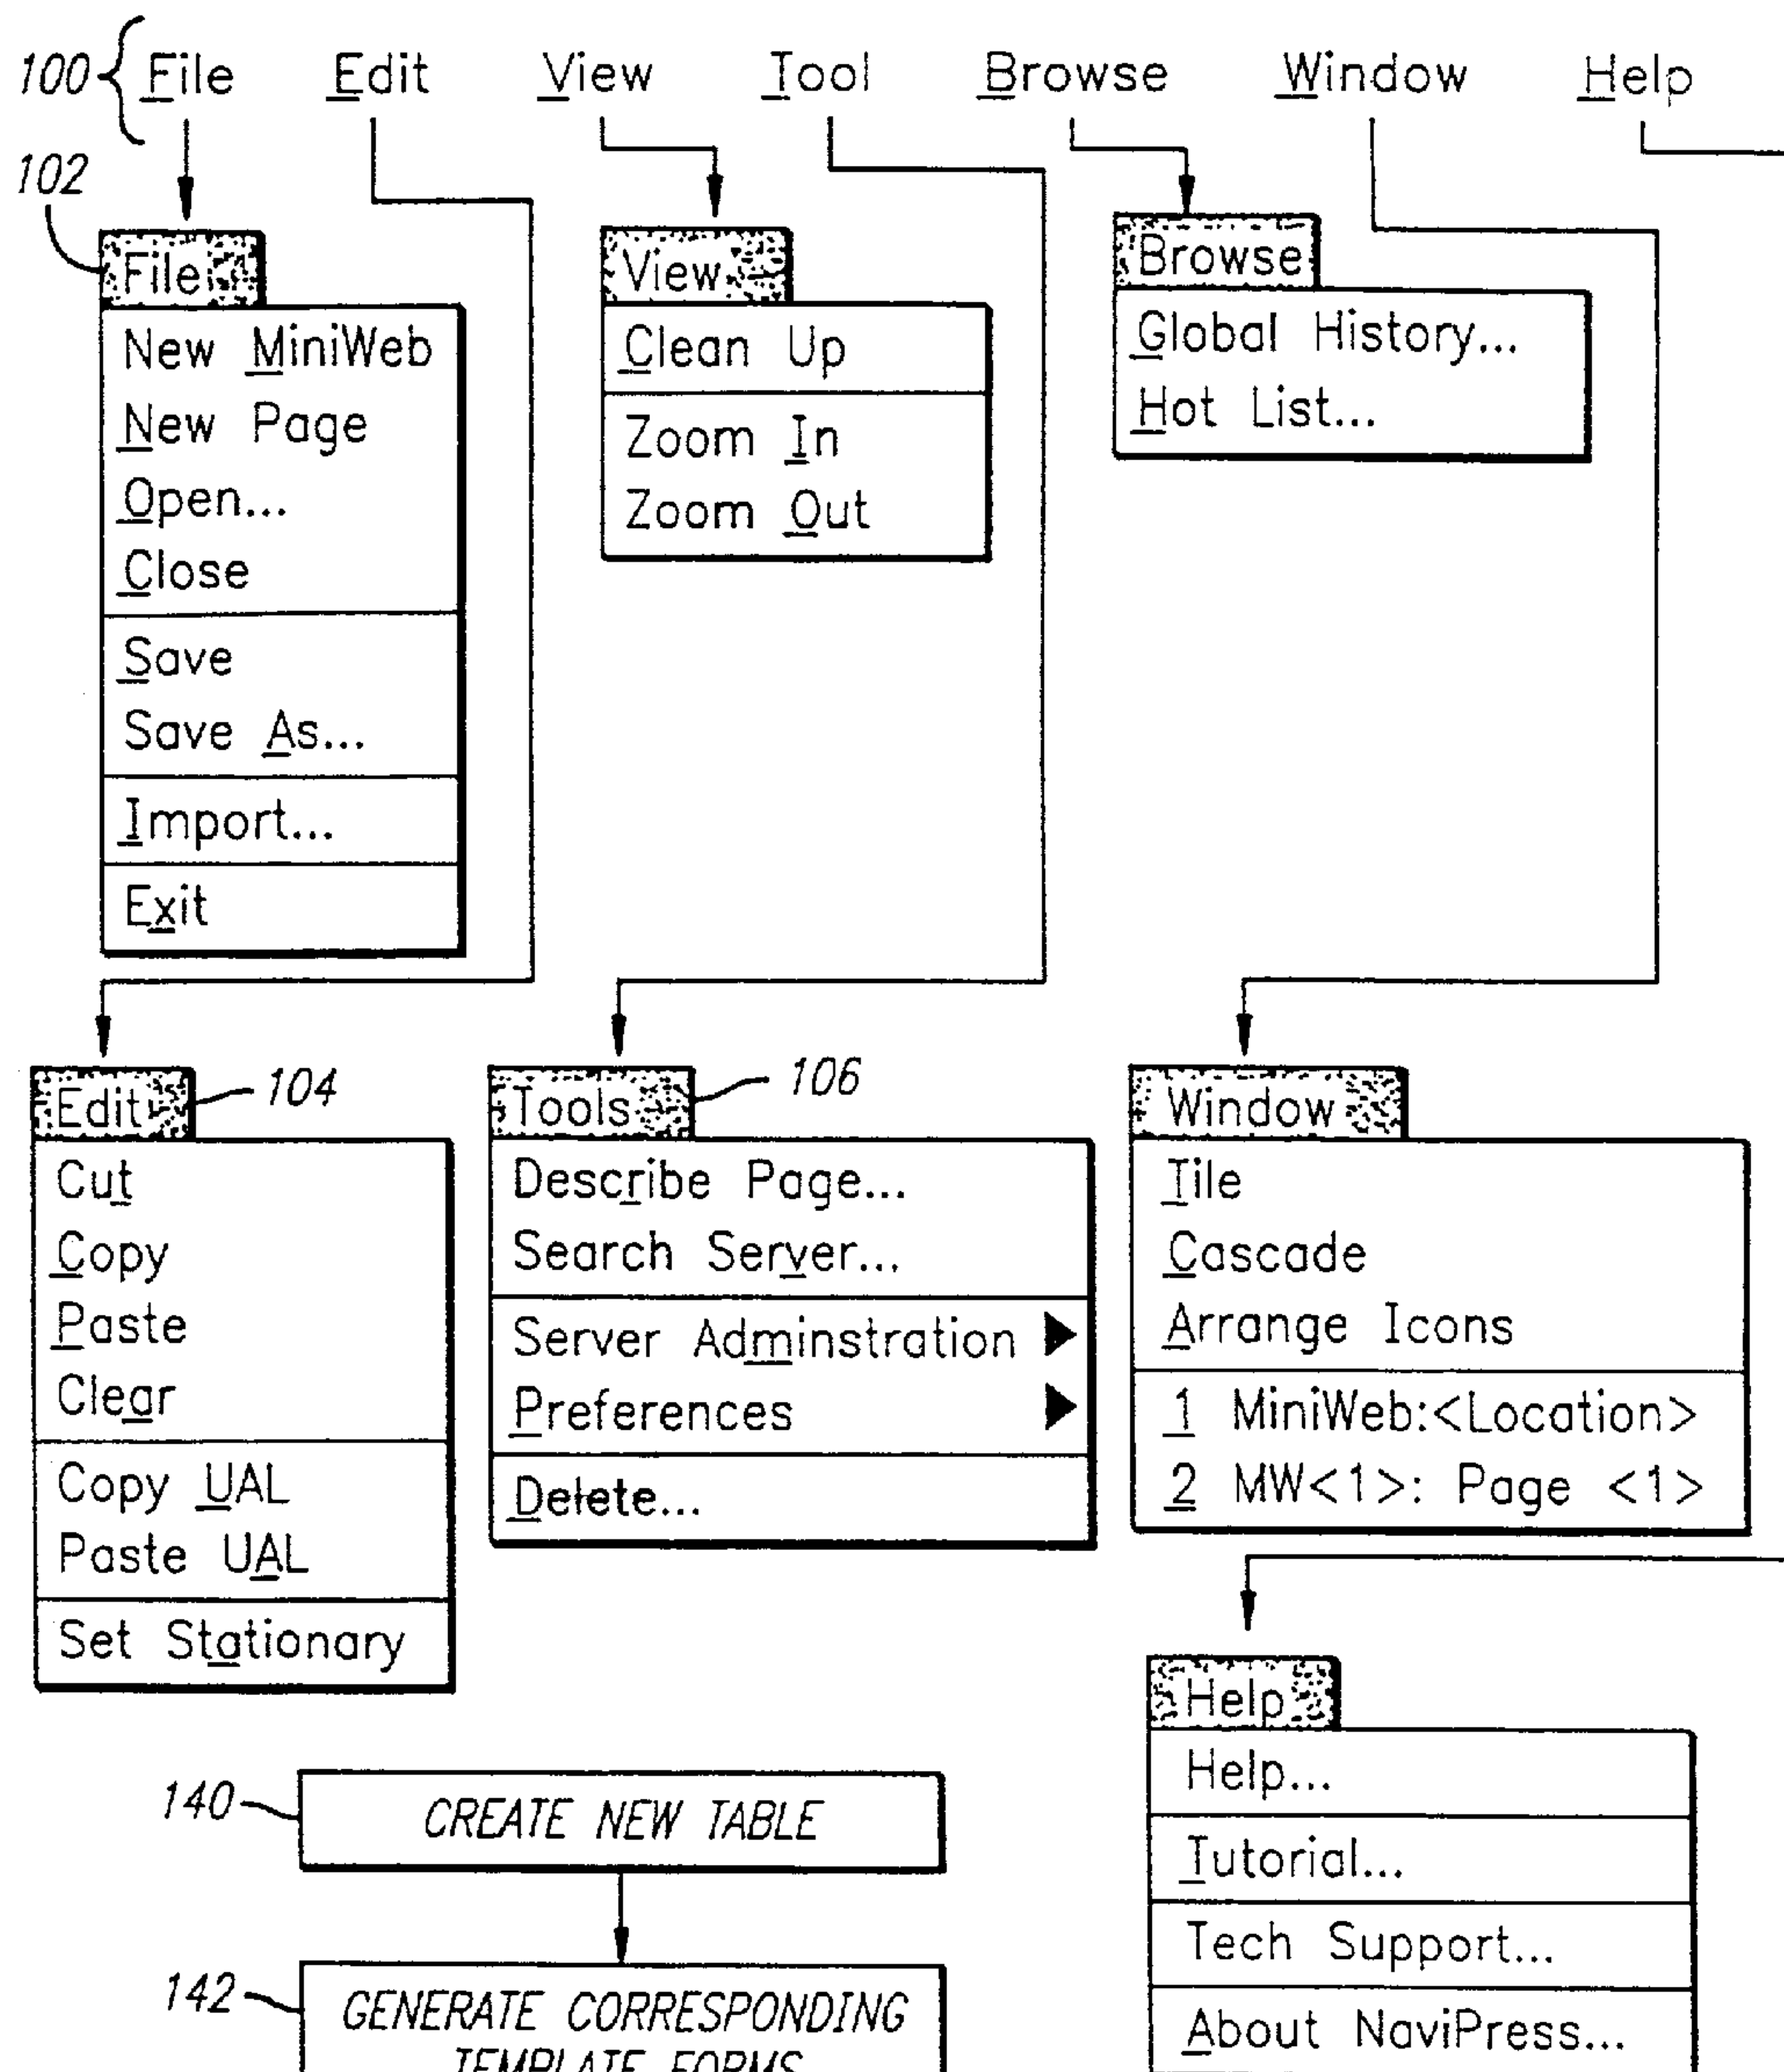 100 File Edit View Tool Browse Window Help
102
File
New MiniWeb
New Page
Open...
Close
Save
Save As...
Import...
Exit
View
Clean Up
Zoom In
Zoom Out
Browse
Global History...
Hot List...
Edit 104
Cut
Copy
Paste
Clear
Copy UAL
Paste UAL
Set Stationary
Tools 106
Describe Page...
Search Server...
Server Adminstration
Preferences
Delete...
Window
Tile
Cascade
Arrange Icons
1 MiniWeb:<Location>
2 MW<1>: Page <1>
Help
Help...
Tutorial...
Tech Support...
About NaviPress...
140 CREATE NEW TABLE
142 GENERATE CORRESPONDING
TEMPLATE FORMS